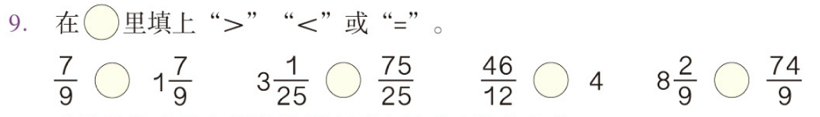 9. 在○里填上“>”“<”或“=”。
7/9 ○ 1 7/9  3 1/25 ○ 75/25  46/12 ○ 4  8 2/9 ○ 74/9